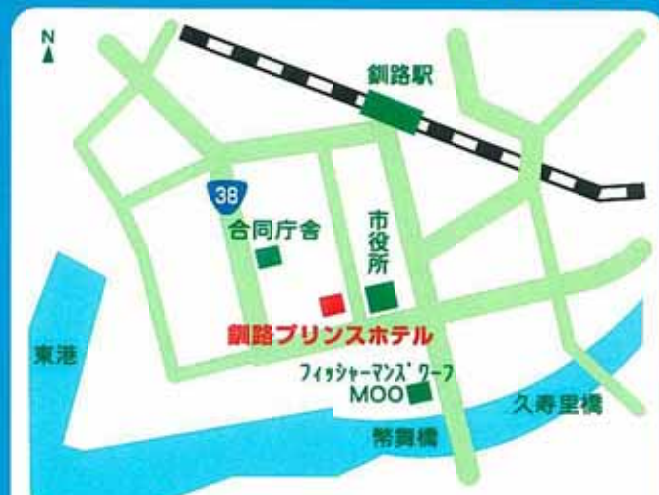 N
釧路駅
38
合同庁舎
市役所
釧路プリンスホテル
東港
フィッシャーマンズワーフ
MOO
久寿里橋
幣舞橋